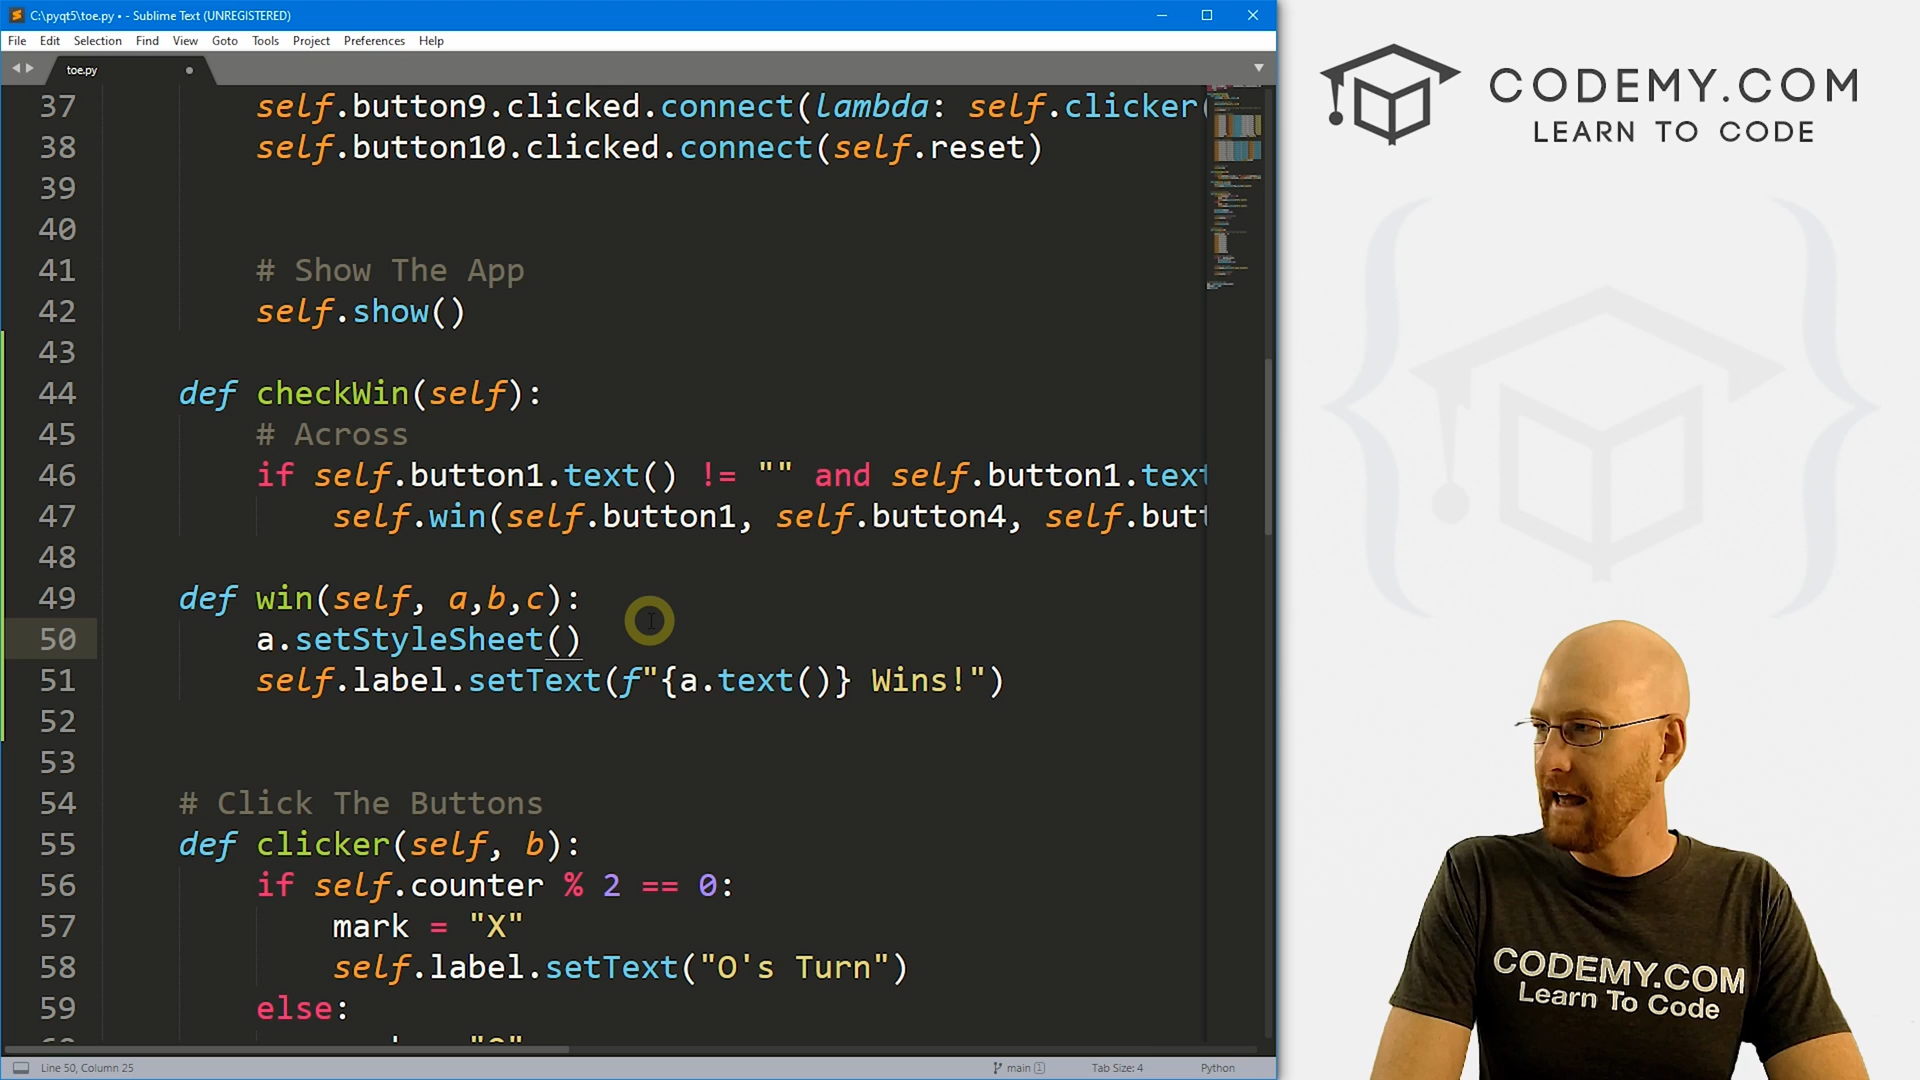 C:\pyqt5\toe.py • - Sublime Text (UNREGISTERED)
File Edit Selection Find View Goto Tools Project Preferences Help
toe.py
37 self.button9.clicked.connect(lambda: self.clicker(
38 self.button10.clicked.connect(self.reset)
39
40
41 # Show The App
42 self.show()
43
44 def checkWin(self):
45 # Across
46 if self.button1.text() != "" and self.button1.text
47 self.win(self.button1, self.button4, self.butt
48
49 def win(self, a,b,c):
50 a.setStyleSheet()
51 self.label.setText(f"{a.text()} Wins!")
52
53
54 # Click The Buttons
55 def clicker(self, b):
56 if self.counter % 2 == 0:
57 mark = "X"
58 self.label.setText("O's Turn")
59 else:
Line 50, Column 25
main 1
Tab Size: 4
Python
CODEMY.COM
LEARN TO CODE
CODEMY.COM
Learn To Code